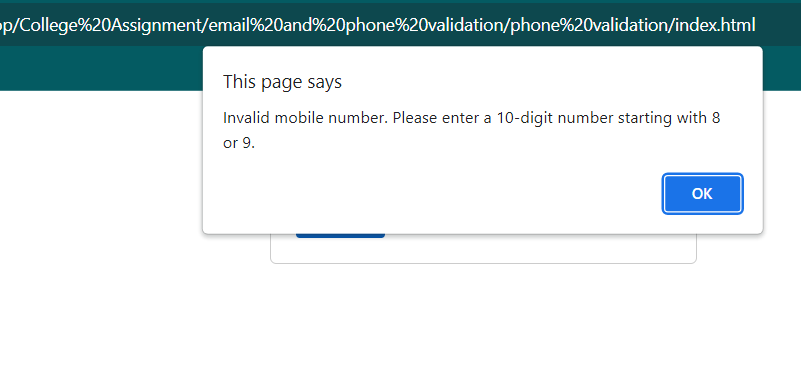 op/College%20Assignment/email%20and%20phone%20validation/phone%20validation/index.html
This page says
Invalid mobile number. Please enter a 10-digit number starting with 8
or 9.
OK